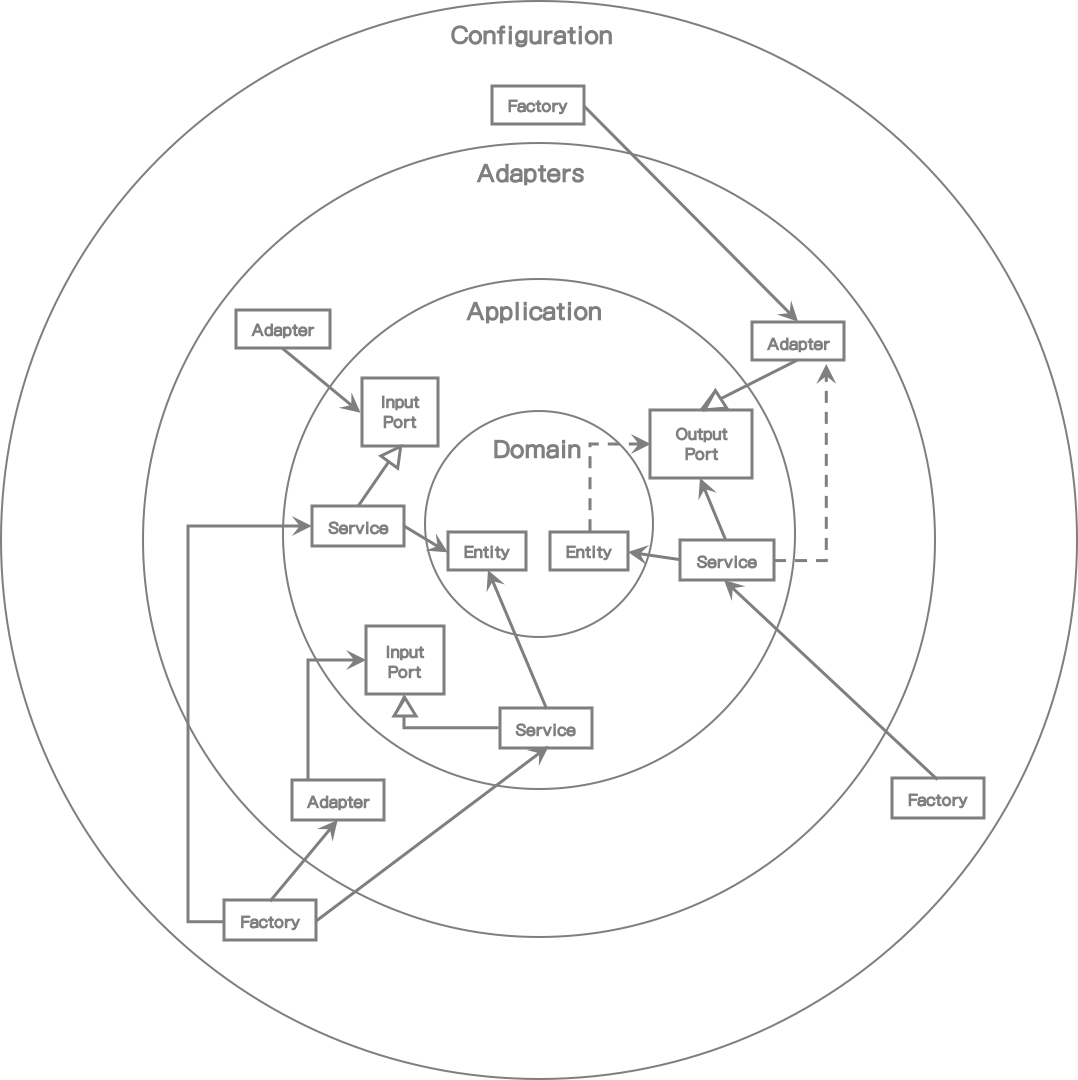 Configuration
Factory
Adapters
Application
Adapter
Adapter
Input
Port
Output
Port
Domain
Service
Entity
Entity
Service
Input
Port
Service
Adapter
Factory
Factory